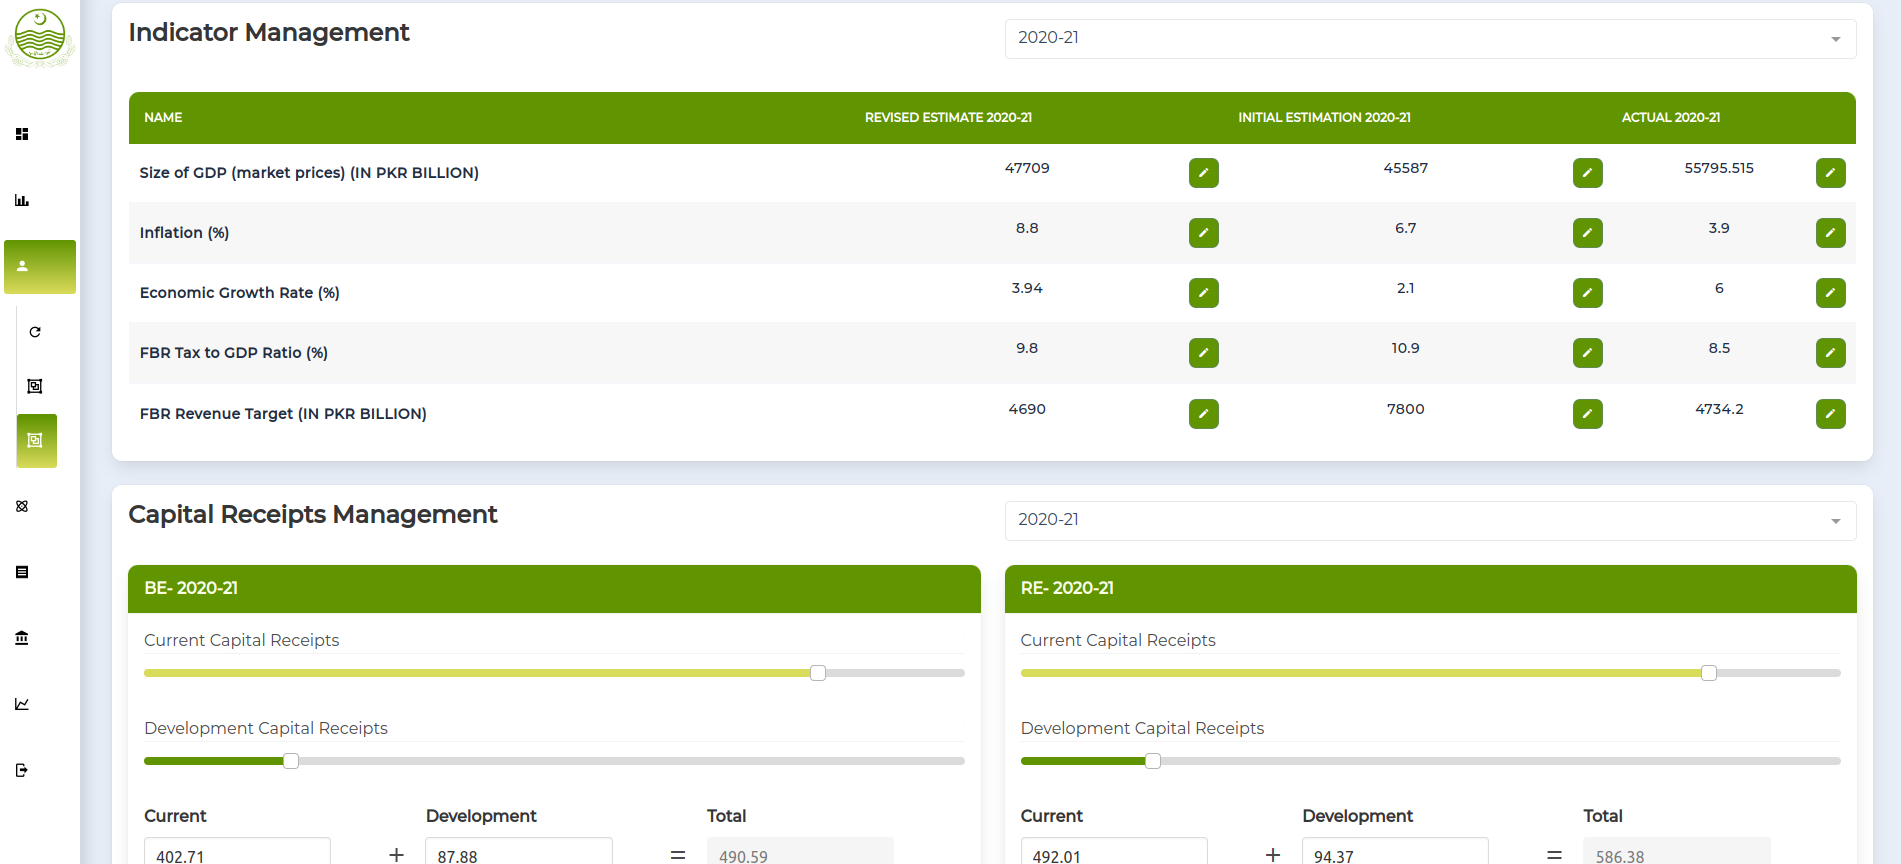 Indicator Management
2020-21
NAME REVISED ESTIMATE 2020-21 INITIAL ESTIMATION 2020-21 ACTUAL 2020-21
Size of GDP (market prices) (IN PKR BILLION) 47709 45587 55795.515
Inflation (%) 8.8 6.7 3.9
Economic Growth Rate (%) 3.94 2.1 6
FBR Tax to GDP Ratio (%) 9.8 10.9 8.5
FBR Revenue Target (IN PKR BILLION) 4690 7800 4734.2
Capital Receipts Management
2020-21
BE- 2020-21
Current Capital Receipts
Development Capital Receipts
Current Development Total
402.71 + 87.88 = 490.59
RE- 2020-21
Current Capital Receipts
Development Capital Receipts
Current Development Total
492.01 + 94.37 = 586.38